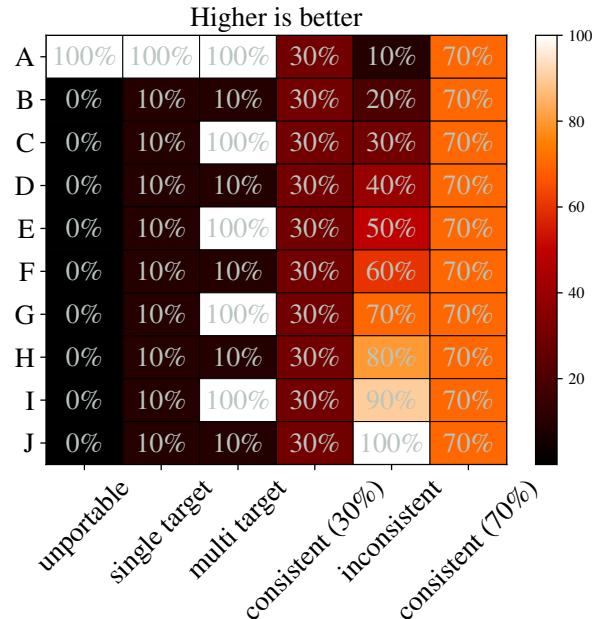 Higher is better
A 100% 100% 100% 30% 10% 70% 100
B 0% 10% 10% 30% 20% 70%
C 0% 10% 100% 30% 30% 70% 80
D 0% 10% 10% 30% 40% 70%
E 0% 10% 100% 30% 50% 70% 60
F 0% 10% 10% 30% 60% 70%
G 0% 10% 100% 30% 70% 70% 40
H 0% 10% 10% 30% 80% 70%
I 0% 10% 100% 30% 90% 70% 20
J 0% 10% 10% 30% 100% 70%
unportable
single target
multi target
consistent (30%)
inconsistent
consistent (70%)